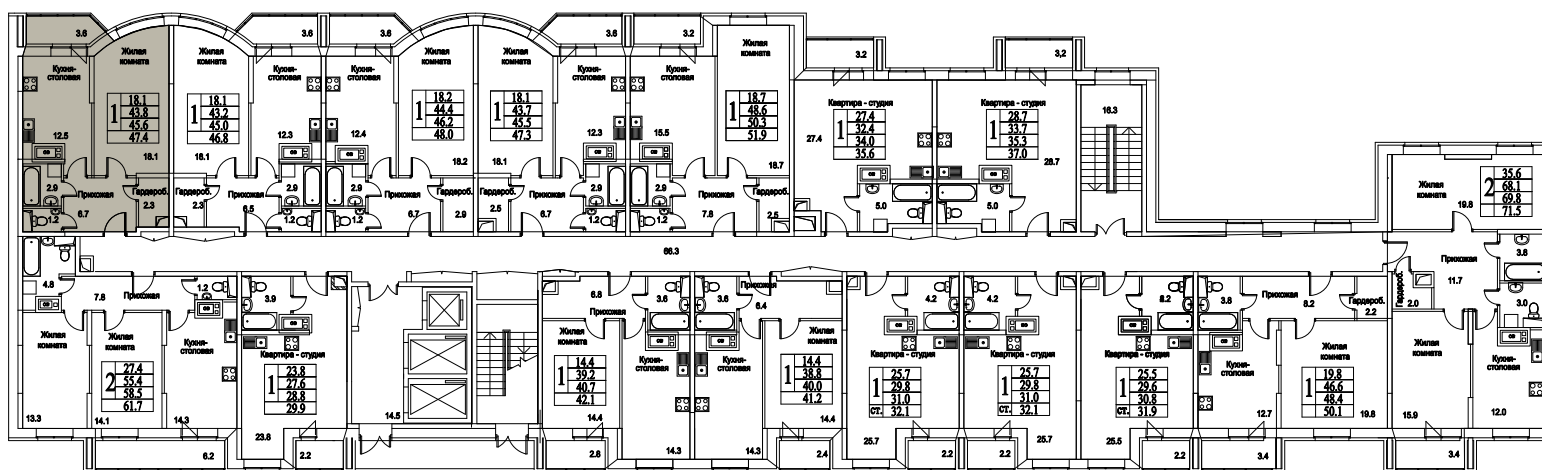 3.6
3.6
3.6
3.6
3.2
3.2
3,2
Жилая
комната
Жилая
комната
Жилая
комната
Жилая
комната
Жилая
комната
Кухня-
столовая
Кухня-
столовая
Кухня-
столовая
Кухня-
столовая
Кухня-
столовая
Квартира - студия
Квартира - студия
1
18.1
43.8
45.6
47.4
1
18.1
43.2
45.0
46.8
1
18.2
44.4
46.2
48.0
1
18.1
43.7
45.5
47.3
1
18.7
48.6
50.3
51.9
1
27.4
32.4
34.0
35.6
1
28.7
33.7
35.3
37.0
16.3
12.5
12.3
12.4
12.3
15.5
27.4
28.7
18.1
18.1
18.2
18.1
18.7
2.9
2.9
2.9
2.9
2.9
5.0
5.0
Прихожая
Гардероб.
Гардероб.
Прихожая
Прихожая
Гардероб.
Гардероб.
Прихожая
Прихожая
Гардероб.
1.2
6.7
2.3
2.3
6.5
1.2
1.2
6.7
2.9
2.5
6.7
1.2
1.2
7.8
2.5
Жилая
комната
19.8
2
35.6
68.1
69.8
71.5
66.3
Прихожая
11.7
3.8
Гардероб.
2.0
3.0
4.8
7.8
Прихожая
1.2
3.9
6.8
Прихожая
3.6
3.6
Прихожая
6.4
4.2
4.2
8.2
3.8
Прихожая
8.2
Гардероб.
2.2
Жилая
комната
Жилая
комната
Кухня-
столовая
Квартира - студия
Жилая
комната
Кухня-
столовая
Кухня-
столовая
Жилая
комната
Квартира - студия
Квартира - студия
Квартира - студия
Кухня-
столовая
Жилая
комната
Жилая
комната
Кухня-
столовая
2
27.4
55.4
58.5
61.7
1
23.8
27.6
28.8
29.9
1
14.4
39.2
40.7
42.1
1
14.4
38.8
40.0
41.2
1
ст.
25.7
29.8
31.0
32.1
1
ст.
25.7
29.8
31.0
32.1
1
ст.
25.5
29.6
30.8
31.9
1
19.8
46.6
48.4
50.1
13.3
14.1
14.3
23.8
14.5
14.4
14.3
14.3
14.4
25.7
25.7
25.5
12.7
19.8
15.9
12.0
6.2
2.2
2.8
2.4
2.2
2.2
2.2
3.4
3.4